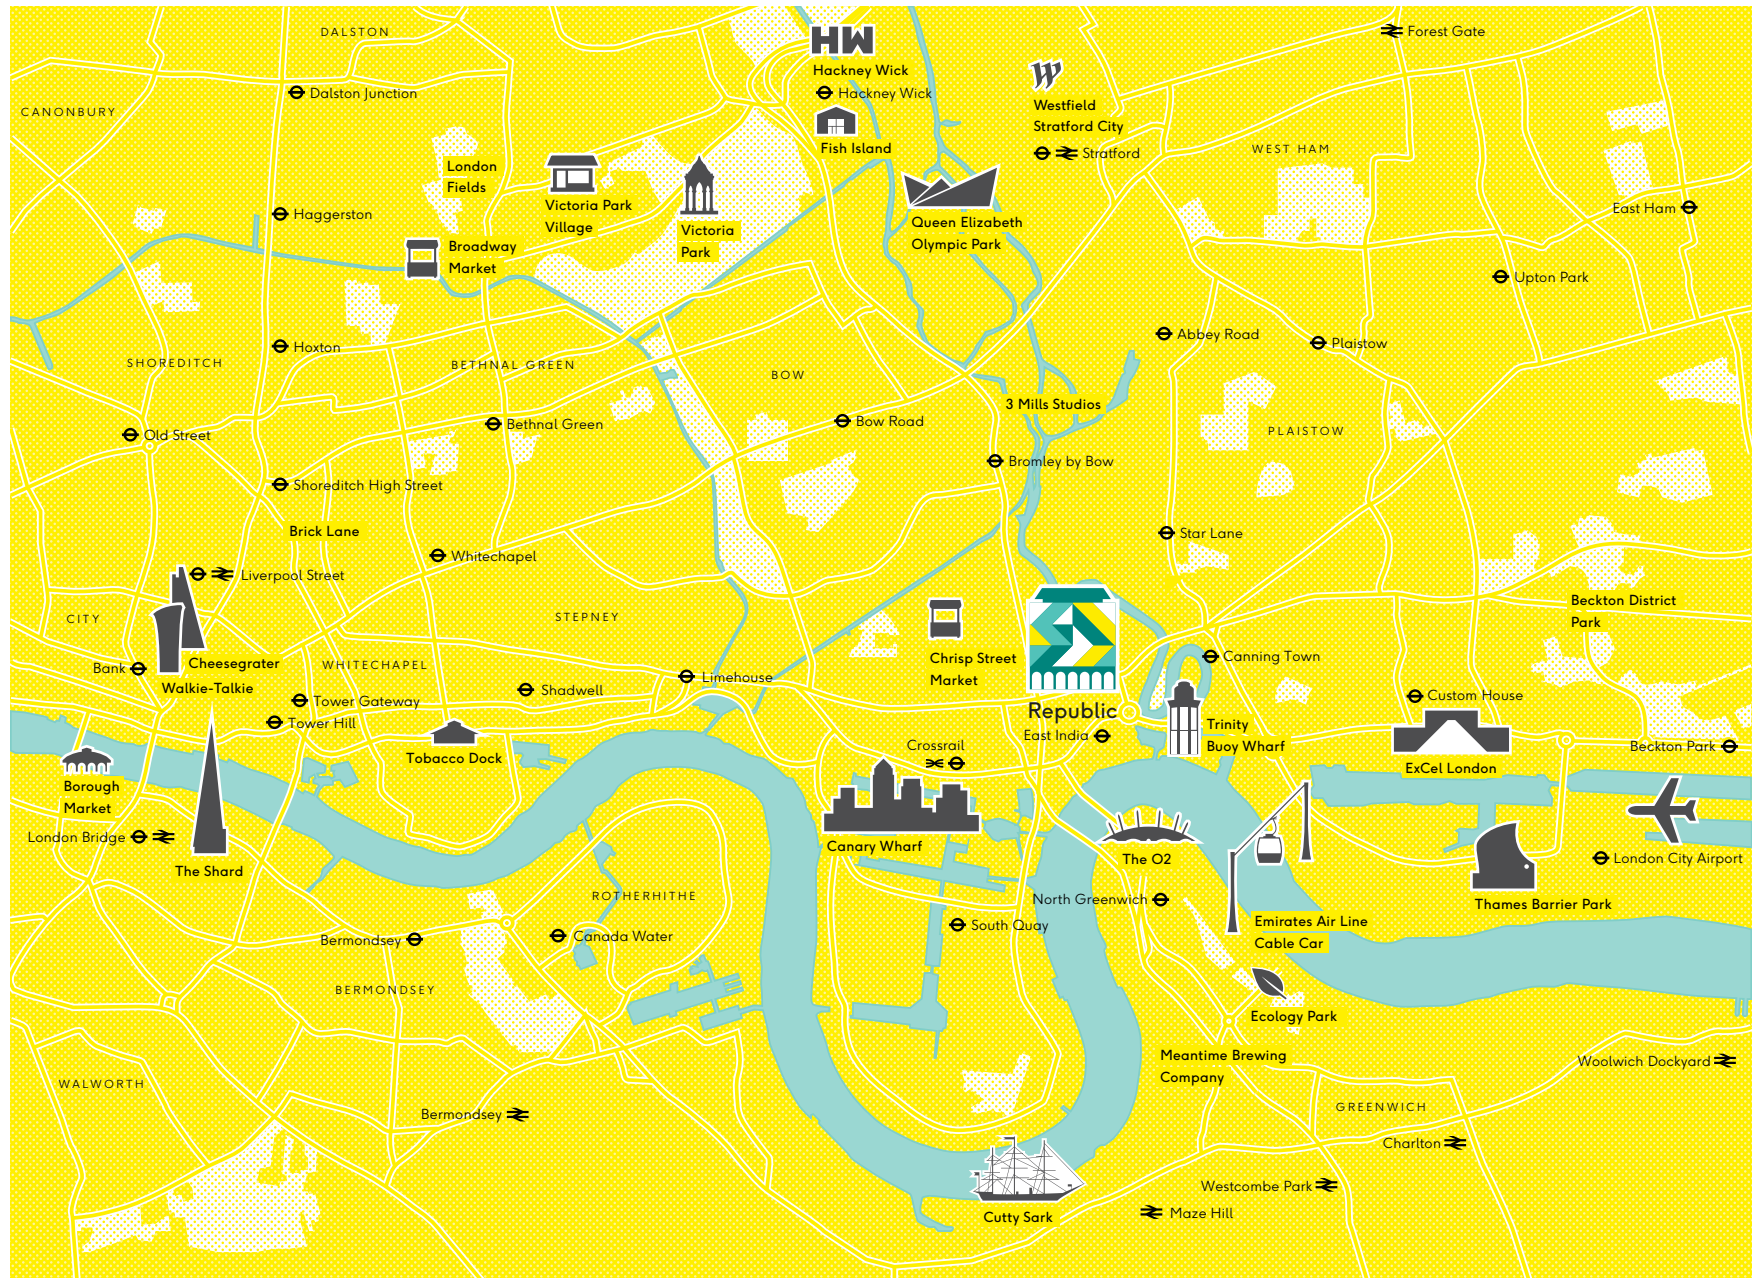 DALSTON
Forest Gate
HW
Hackney Wick
Hackney Wick
Dalston Junction
CANONBURY
Westfield
Stratford City
Stratford
Fish Island
WEST HAM
London
Fields
Victoria Park
Village
Haggerston
East Ham
Queen Elizabeth
Olympic Park
Victoria
Park
Broadway
Market
Upton Park
Abbey Road
Plaistow
Hoxton
SHOREDITCH
BETHNAL GREEN
BOW
3 Mills Studios
Bethnal Green
Bow Road
PLAISTOW
Old Street
Bromley by Bow
Shoreditch High Street
Brick Lane
Star Lane
Whitechapel
Liverpool Street
Beckton District
Park
CITY
STEPNEY
Chrisp Street
Market
Canning Town
Bank
Cheesegrater
WHITECHAPEL
Walkie-Talkie
Limehouse
Shadwell
Custom House
Tower Gateway
Tower Hill
Republic
East India
Trinity
Buoy Wharf
Crossrail
Beckton Park
Tobacco Dock
ExCel London
Borough
Market
London Bridge
Canary Wharf
The O2
London City Airport
The Shard
ROTHERHITHE
North Greenwich
Thames Barrier Park
Emirates Air Line
Cable Car
South Quay
Bermondsey
Canada Water
BERMONDSEY
Ecology Park
Meantime Brewing
Company
Woolwich Dockyard
WALWORTH
GREENWICH
Bermondsey
Charlton
Westcombe Park
Maze Hill
Cutty Sark